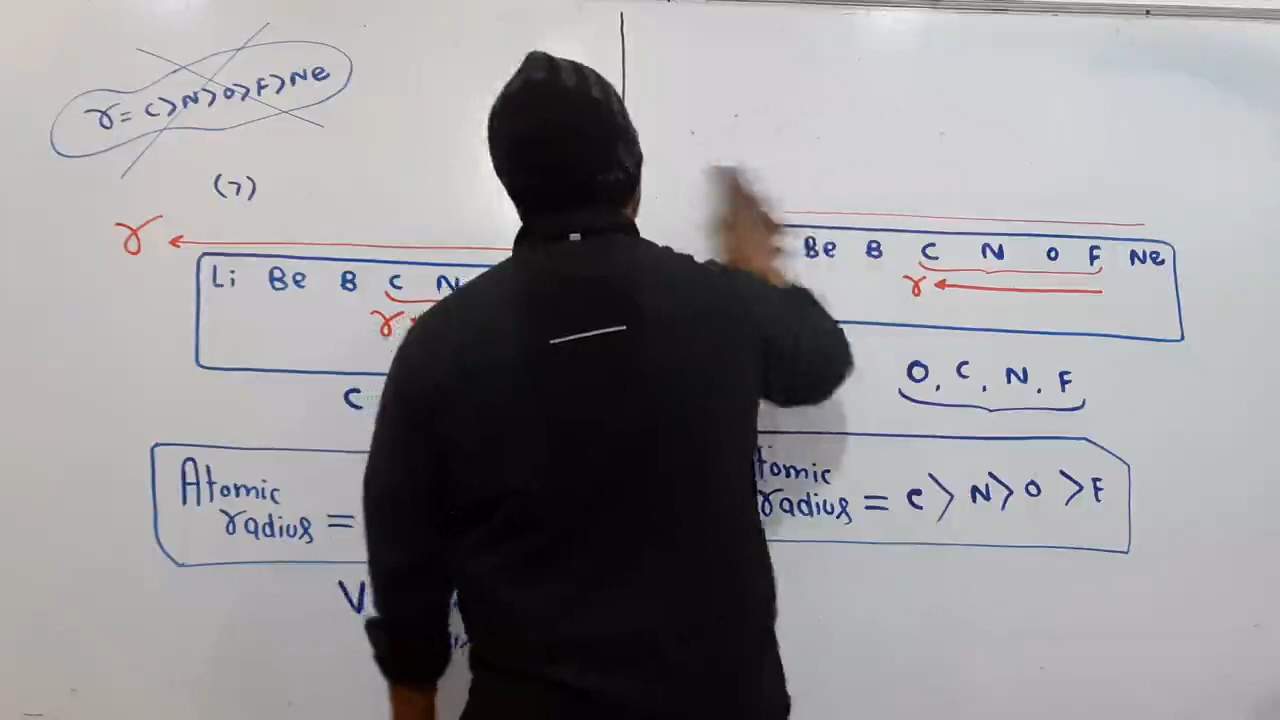 r = C > N > O > F > Ne
(7)
r
Li Be B C N
r
C
Atomic
radius =
V
Be B C N O F Ne
r
O, C, N, F
tomic
radius = C > N > O > F